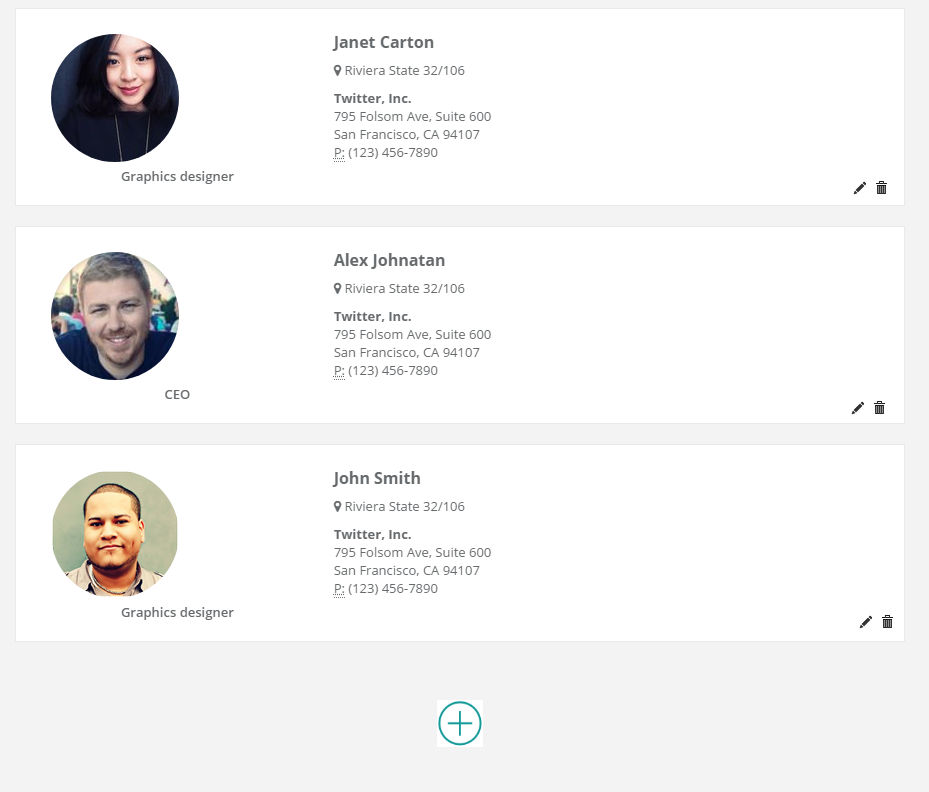 Janet Carton
Riviera State 32/106
Twitter, Inc.
795 Folsom Ave, Suite 600
San Francisco, CA 94107
P: (123) 456-7890
Graphics designer
Alex Johnatan
Riviera State 32/106
Twitter, Inc.
795 Folsom Ave, Suite 600
San Francisco, CA 94107
P: (123) 456-7890
CEO
John Smith
Riviera State 32/106
Twitter, Inc.
795 Folsom Ave, Suite 600
San Francisco, CA 94107
P: (123) 456-7890
Graphics designer